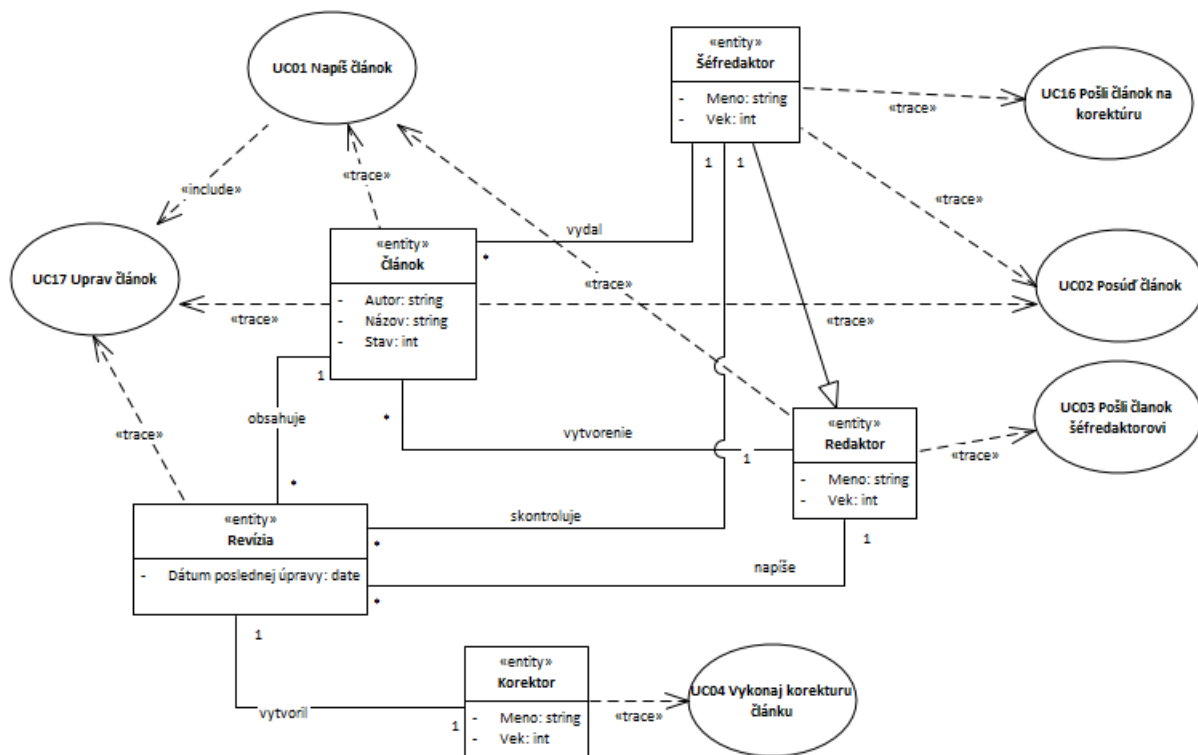 «entity»
Šéfredaktor
- Meno: string
- Vek: int
UC01 Napíš článok
UC16 Pošli článok na
korektúru
«trace»
1
1
«include»
«trace»
«trace»
vydal
*
«entity»
Článok
- Autor: string
- Názov: string
- Stav: int
UC17 Uprav článok
«trace»
UC02 Posúď článok
«trace»
«trace»
1
obsahuje
*
UC03 Pošli članok
šéfredaktorovi
«entity»
Redaktor
- Meno: string
- Vek: int
«trace»
vytvorenie
1
«trace»
*
«entity»
Revízia
- Dátum poslednej úpravy: date
skontroluje
*
1
napíše
*
1
«entity»
Korektor
- Meno: string
- Vek: int
UC04 Vykonaj korekturu
článku
«trace»
vytvoril
1